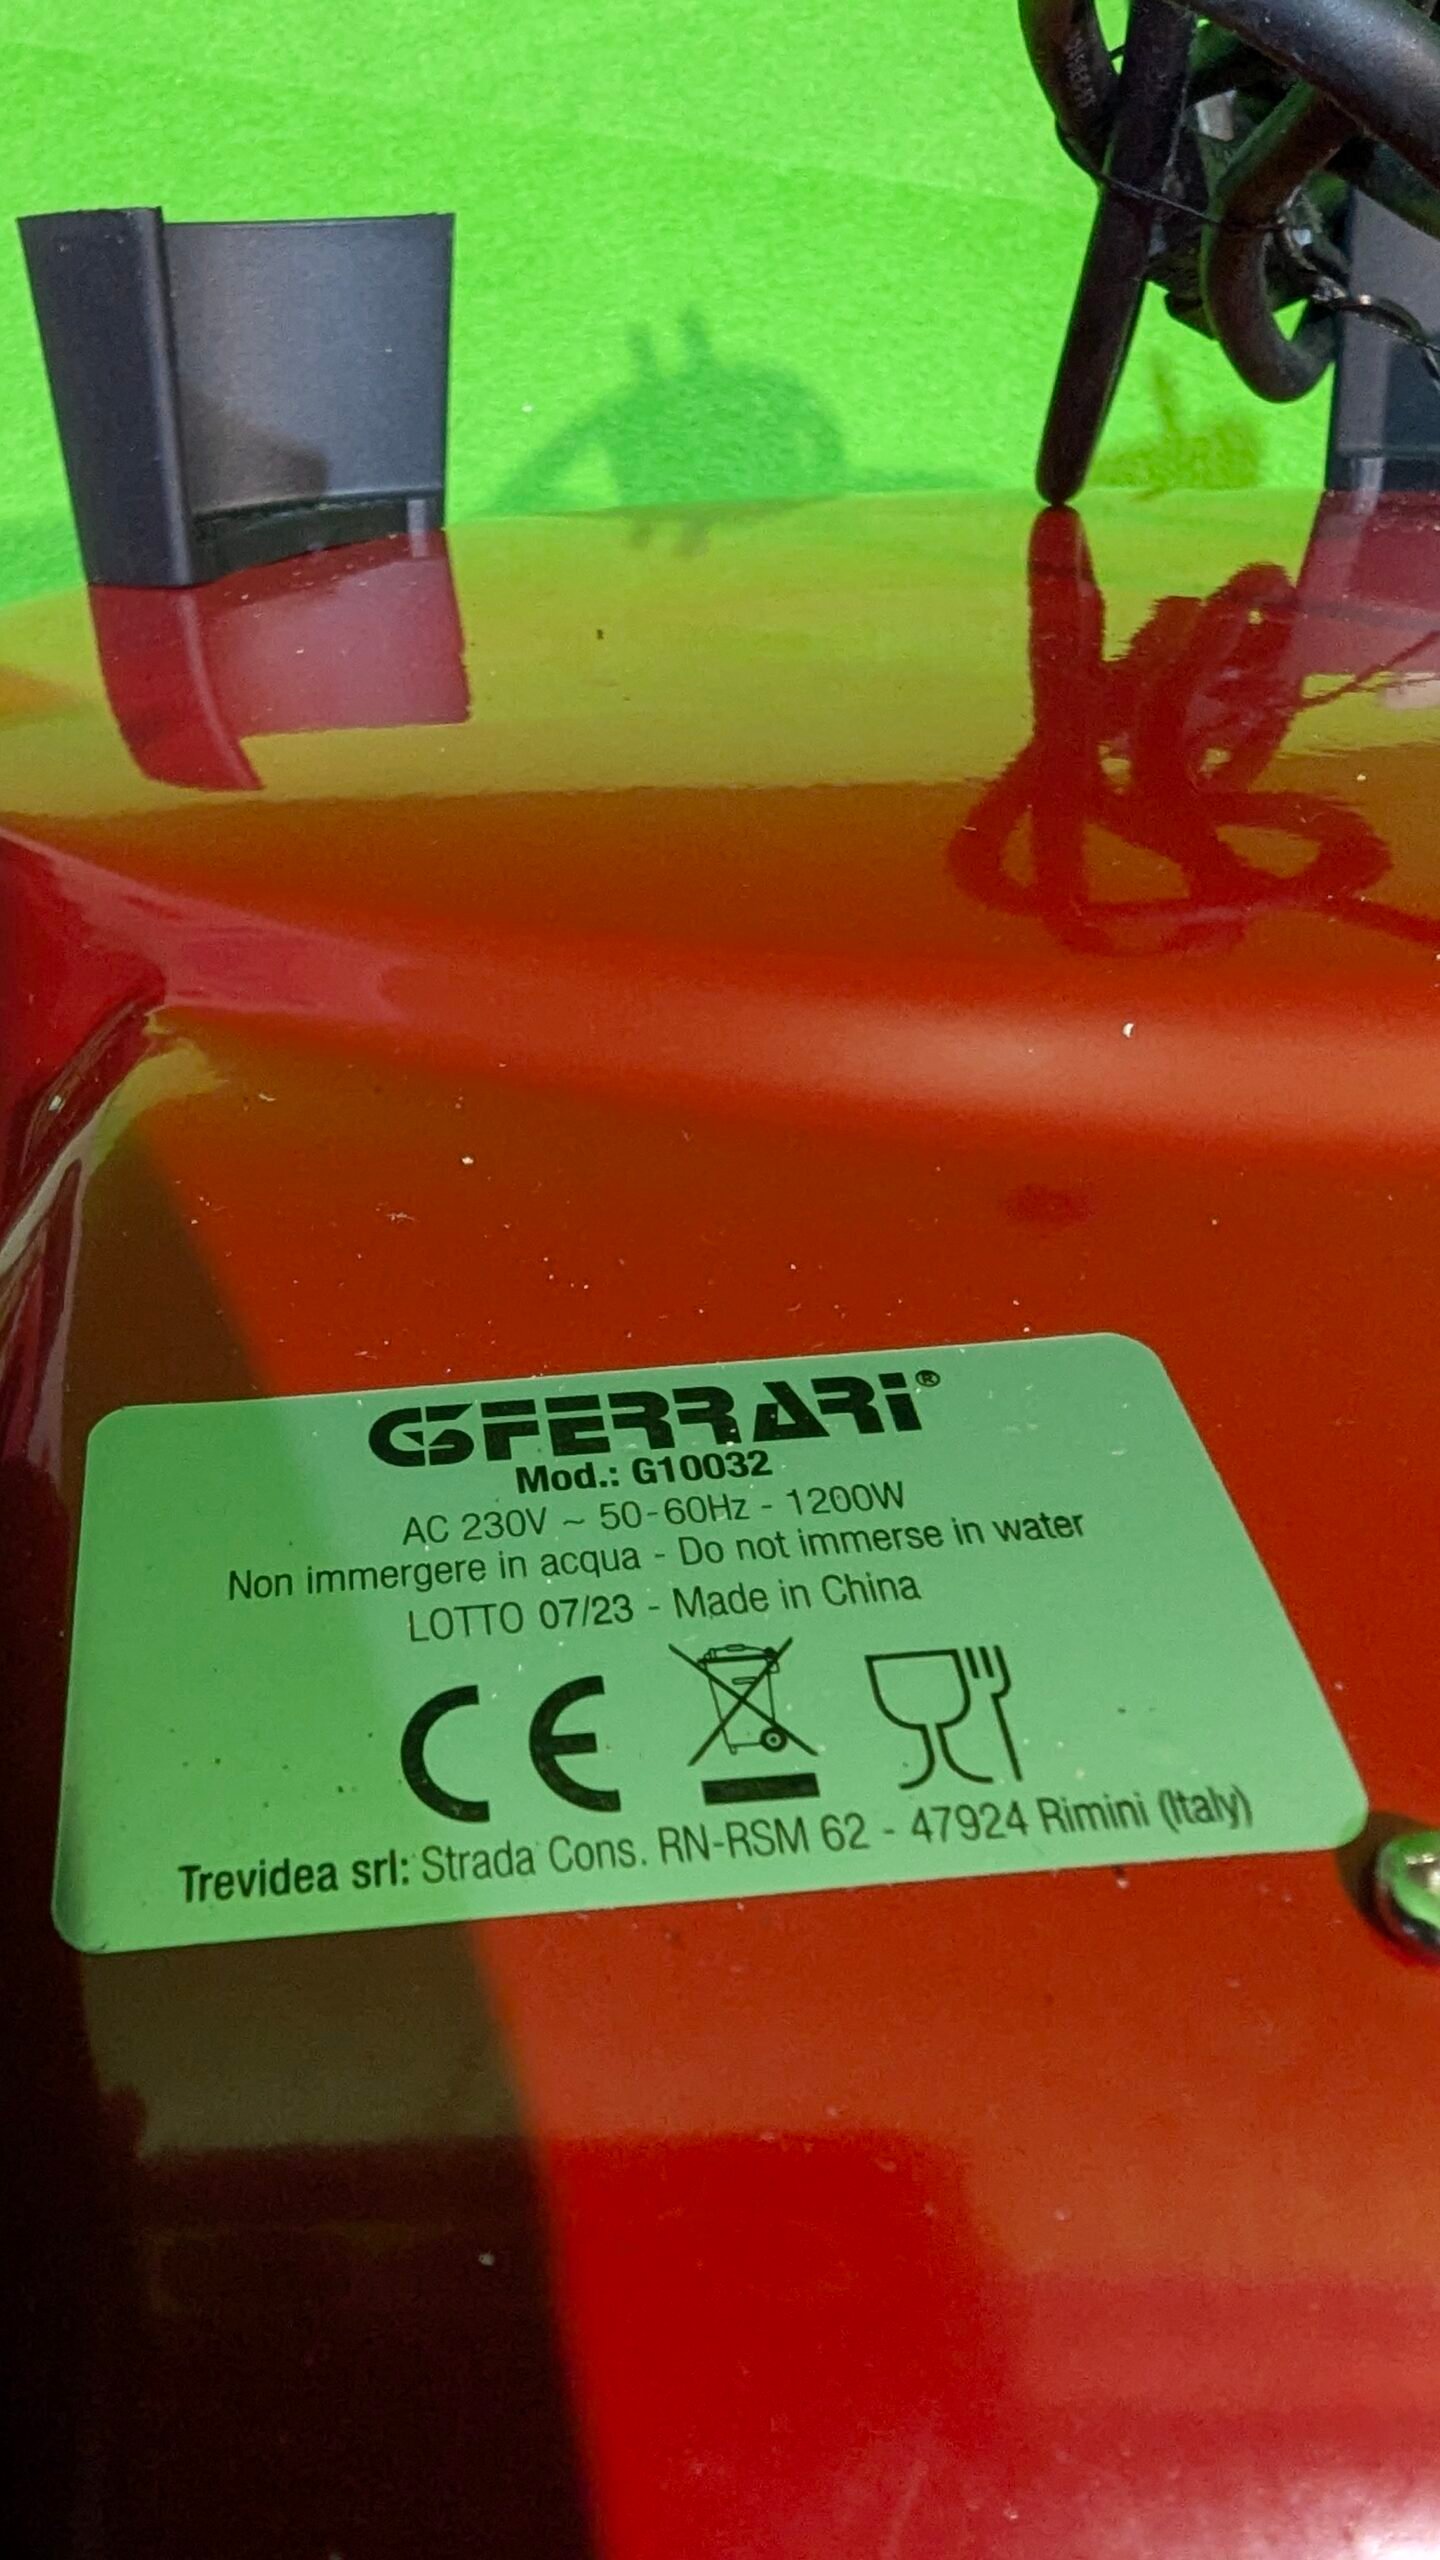 G3FERRARI®
Mod.: G10032
AC 230V ~ 50-60Hz - 1200W
Non immergere in acqua - Do not immerse in water
LOTTO 07/23 - Made in China
CE
Trevidea srl: Strada Cons. RN-RSM 62 - 47924 Rimini (Italy)